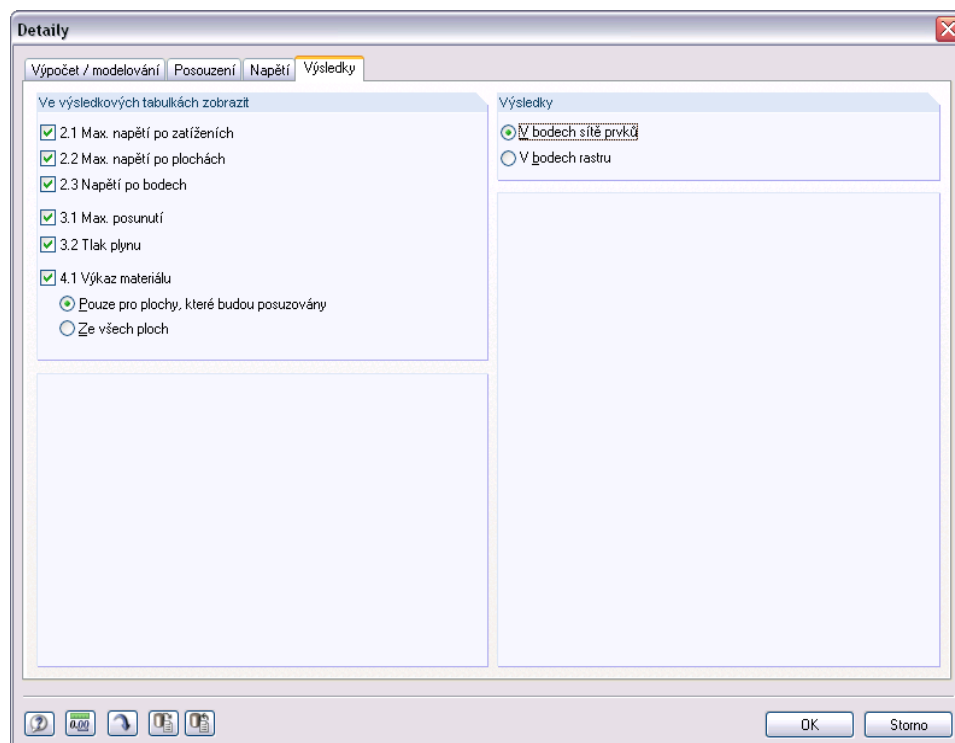 Detaily
Výpočet / modelování Posouzení Napětí Výsledky
Ve výsledkových tabulkách zobrazit
2.1 Max. napětí po zatíženích
2.2 Max. napětí po plochách
2.3 Napětí po bodech
3.1 Max. posunutí
3.2 Tlak plynu
4.1 Výkaz materiálu
Pouze pro plochy, které budou posuzovány
Ze všech ploch
Výsledky
V bodech sítě prvků
V bodech rastru
0.00
OK Storno